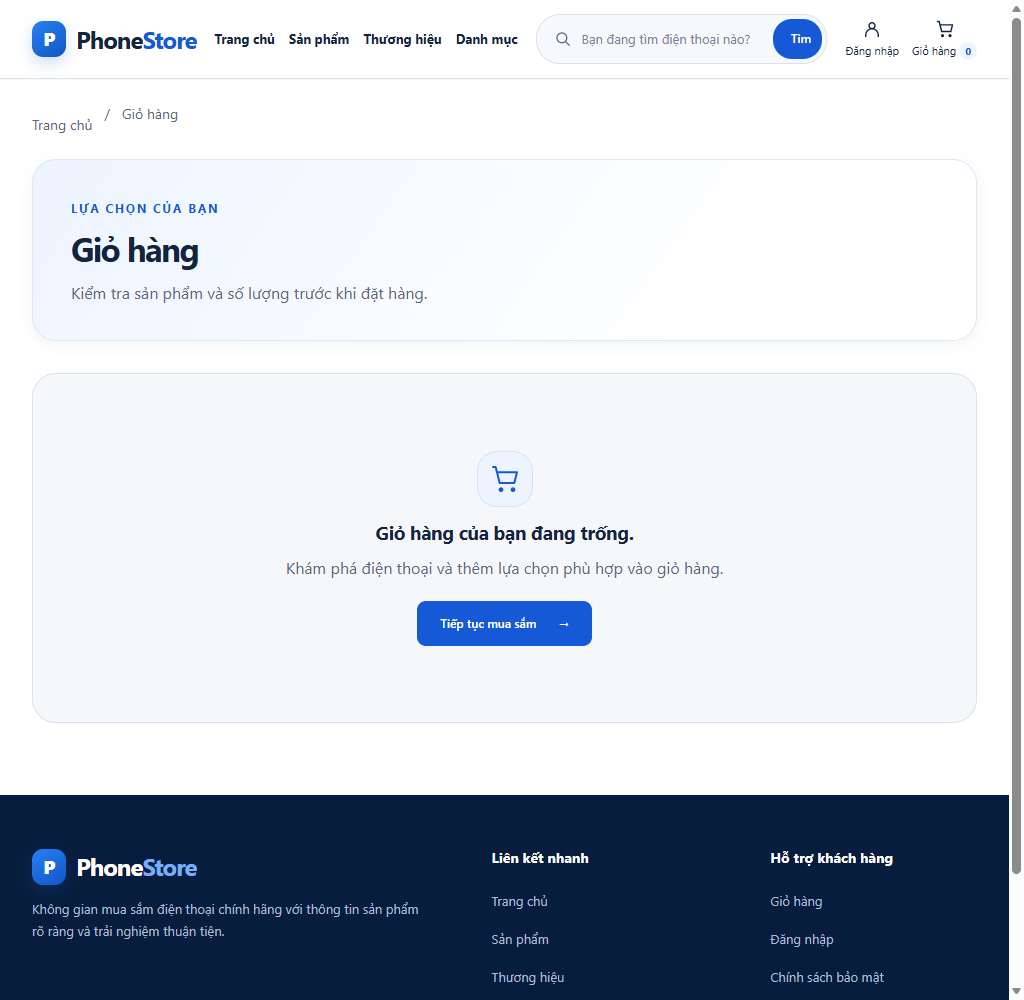 P PhoneStore Trang chủ Sản phẩm Thương hiệu Danh mục Bạn đang tìm điện thoại nào? Tìm Đăng nhập Giỏ hàng 0
Trang chủ / Giỏ hàng
LỰA CHỌN CỦA BẠN
Giỏ hàng
Kiểm tra sản phẩm và số lượng trước khi đặt hàng.
Giỏ hàng của bạn đang trống.
Khám phá điện thoại và thêm lựa chọn phù hợp vào giỏ hàng.
Tiếp tục mua sắm →
P PhoneStore
Không gian mua sắm điện thoại chính hãng với thông tin sản phẩm
rõ ràng và trải nghiệm thuận tiện.
Liên kết nhanh
Trang chủ
Sản phẩm
Thương hiệu
Hỗ trợ khách hàng
Giỏ hàng
Đăng nhập
Chính sách bảo mật